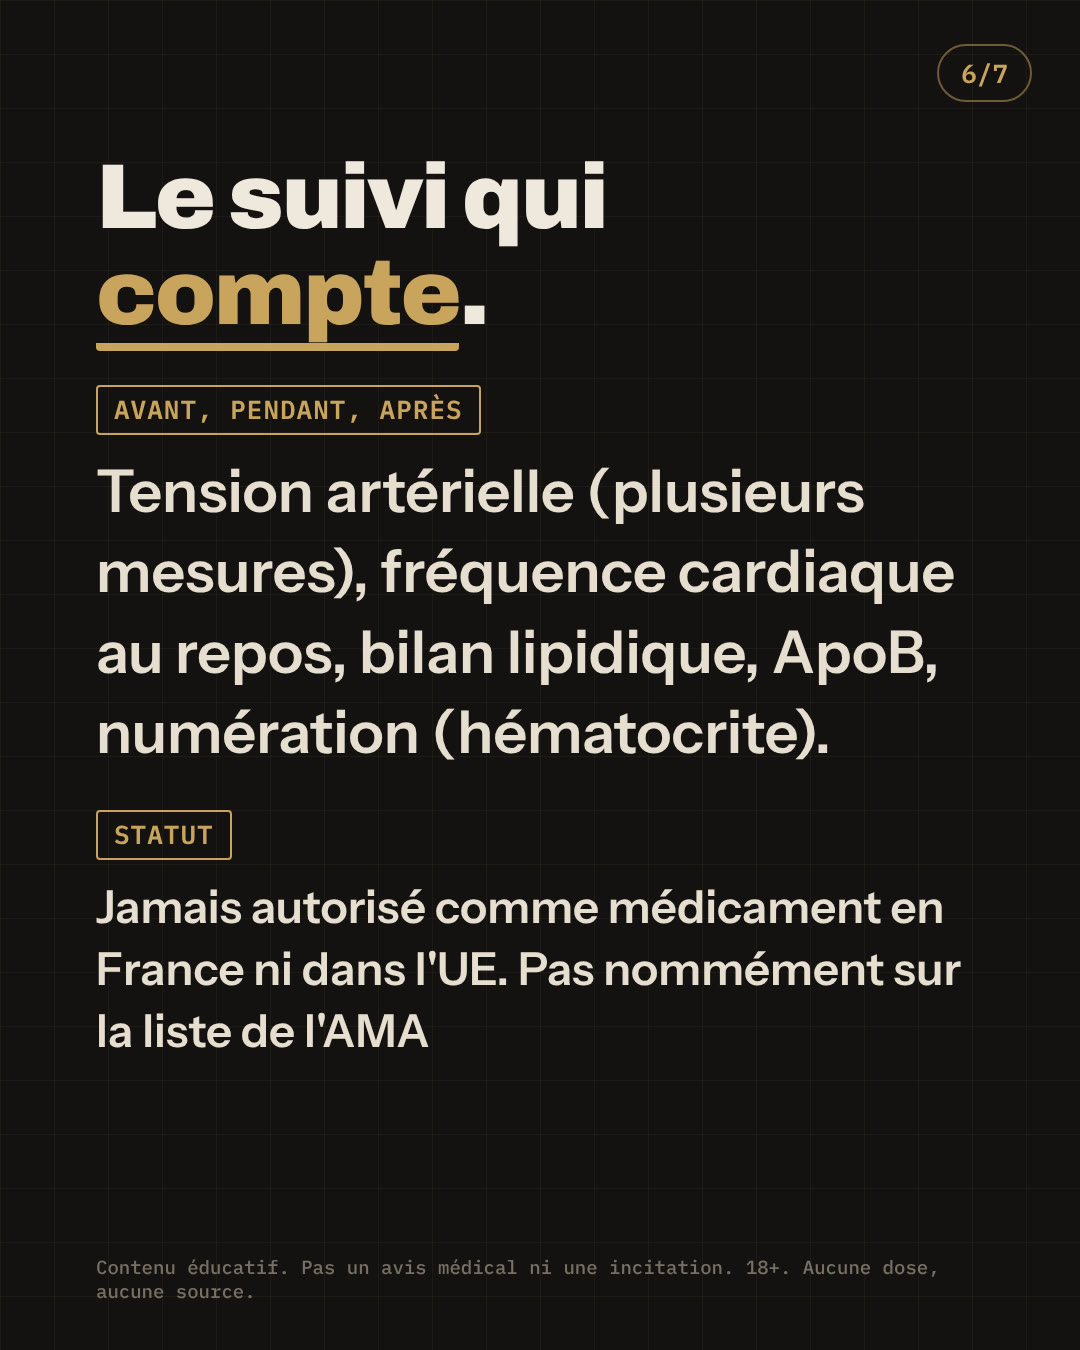 6/7
Le suivi qui
compte.
AVANT, PENDANT, APRÈS
Tension artérielle (plusieurs
mesures), fréquence cardiaque
au repos, bilan lipidique, ApoB,
numération (hématocrite).
STATUT
Jamais autorisé comme médicament en
France ni dans l'UE. Pas nommément sur
la liste de l'AMA
Contenu éducatif. Pas un avis médical ni une incitation. 18+. Aucune dose,
aucune source.